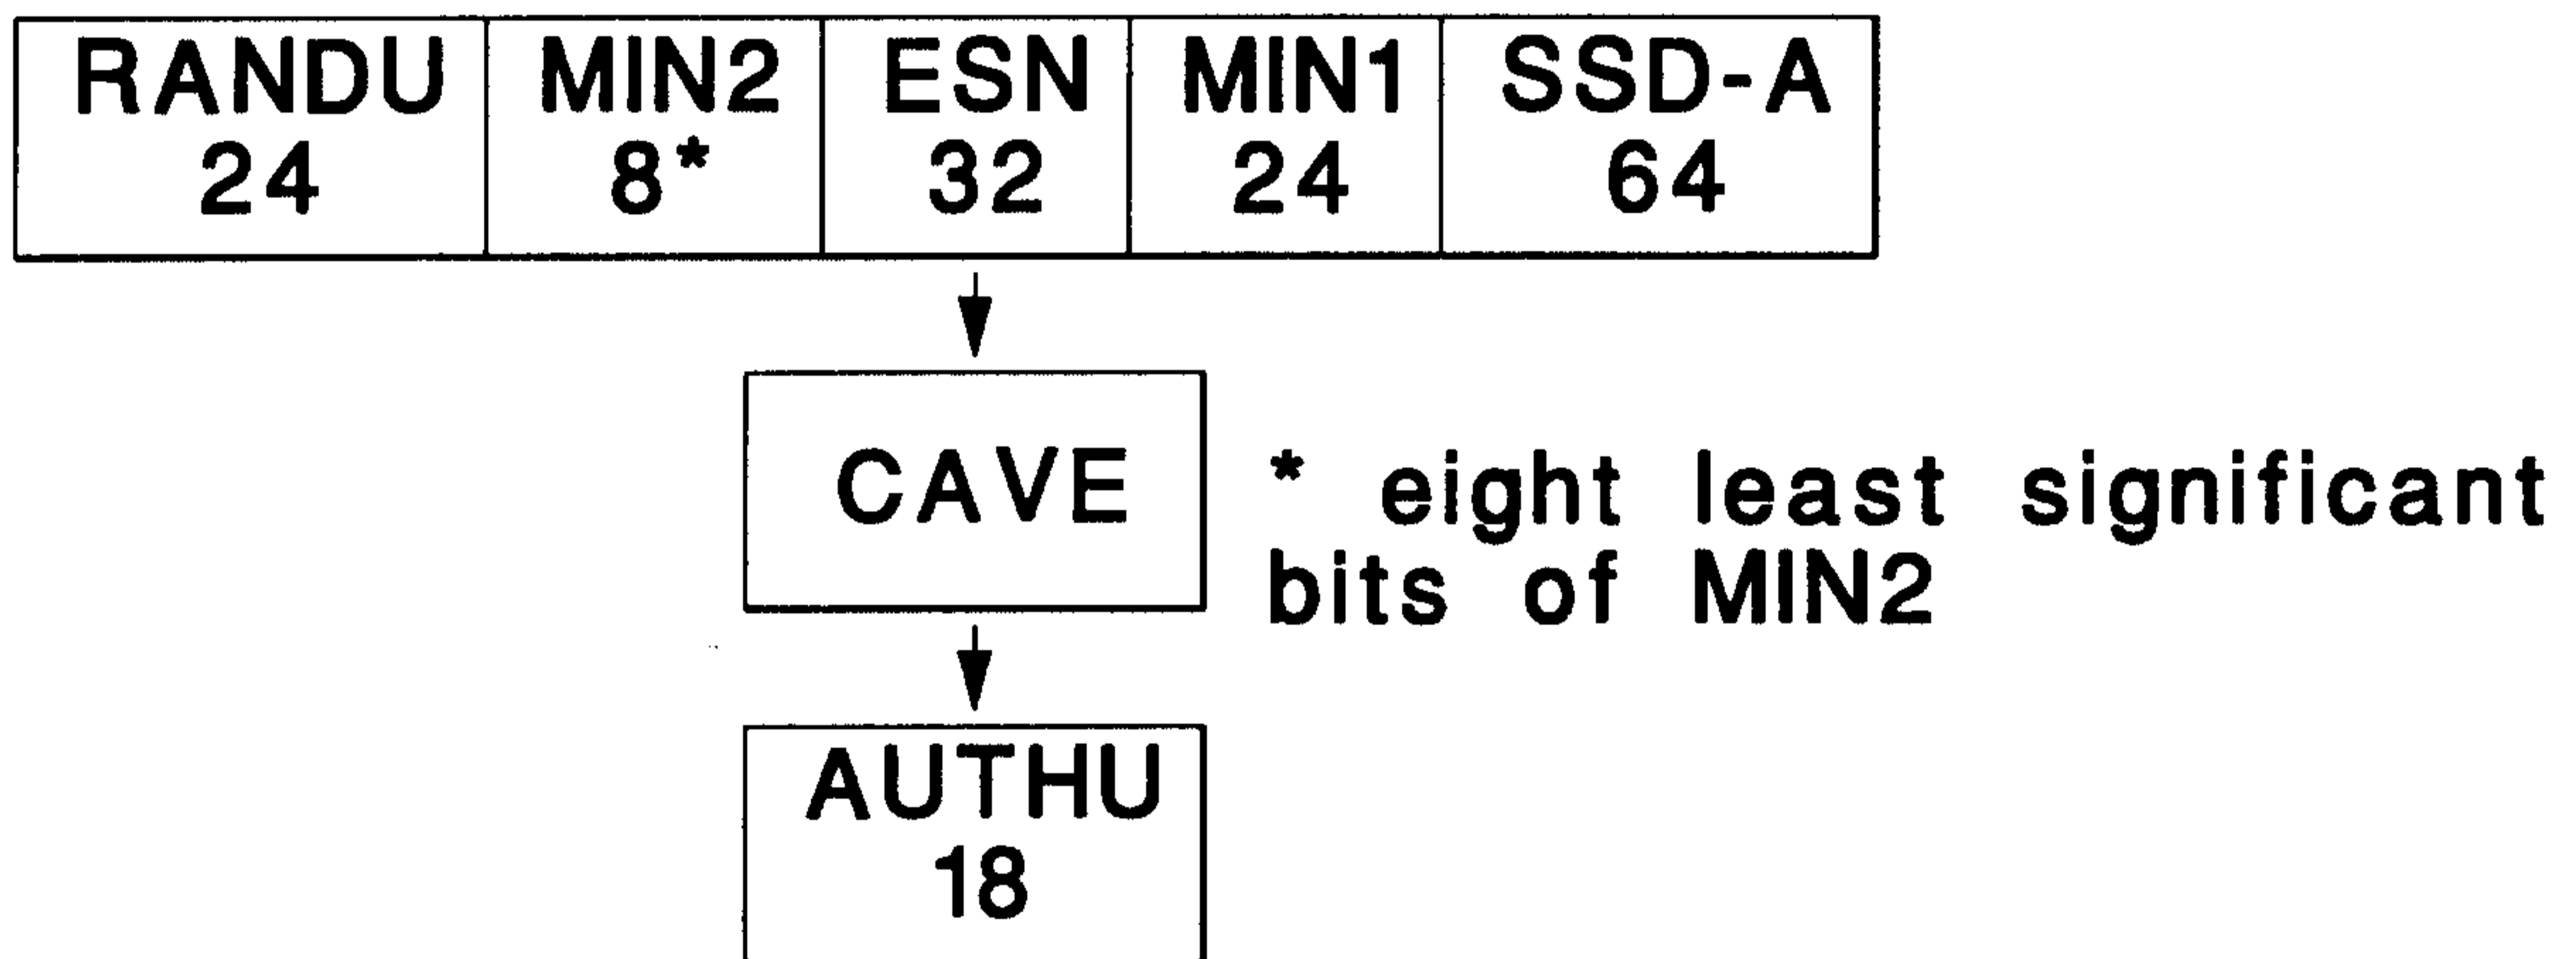 RANDU MIN2 ESN MIN1 SSD-A
24 8* 32 24 64
CAVE
* eight least significant
bits of MIN2
AUTHU
18